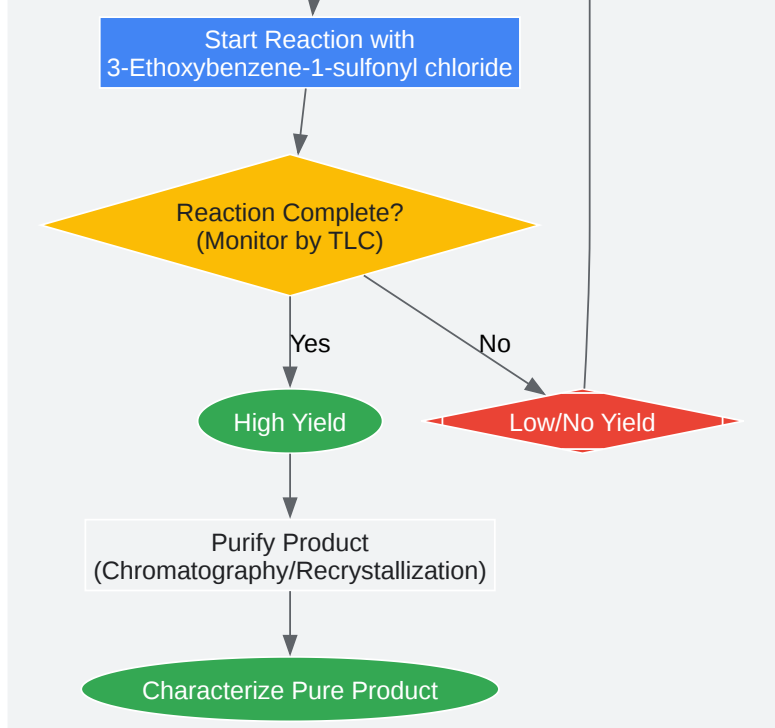 Start Reaction with
3-Ethoxybenzene-1-sulfonyl chloride
Reaction Complete?
(Monitor by TLC)
Yes
No
High Yield
Low/No Yield
Purify Product
(Chromatography/Recrystallization)
Characterize Pure Product